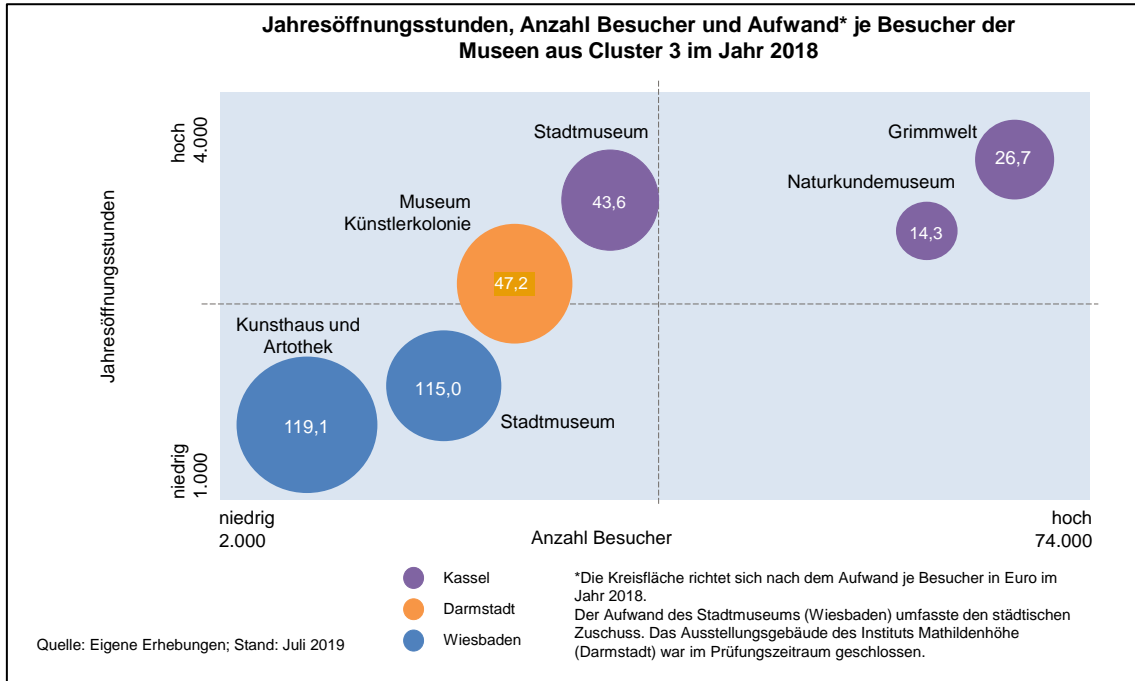 Jahresöffnungsstunden, Anzahl Besucher und Aufwand* je Besucher der
Museen aus Cluster 3 im Jahr 2018
Jahresöffnungsstunden
hoch
4.000
niedrig
1.000
Stadtmuseum
43,6
Grimmwelt
26,7
Naturkundemuseum
14,3
Museum
Künstlerkolonie
47,2
Kunsthaus und
Artothek
119,1
115,0
Stadtmuseum
niedrig
2.000
Anzahl Besucher
hoch
74.000
Kassel
Darmstadt
Wiesbaden
*Die Kreisfläche richtet sich nach dem Aufwand je Besucher in Euro im
Jahr 2018.
Der Aufwand des Stadtmuseums (Wiesbaden) umfasste den städtischen
Zuschuss. Das Ausstellungsgebäude des Instituts Mathildenhöhe
(Darmstadt) war im Prüfungszeitraum geschlossen.
Quelle: Eigene Erhebungen; Stand: Juli 2019